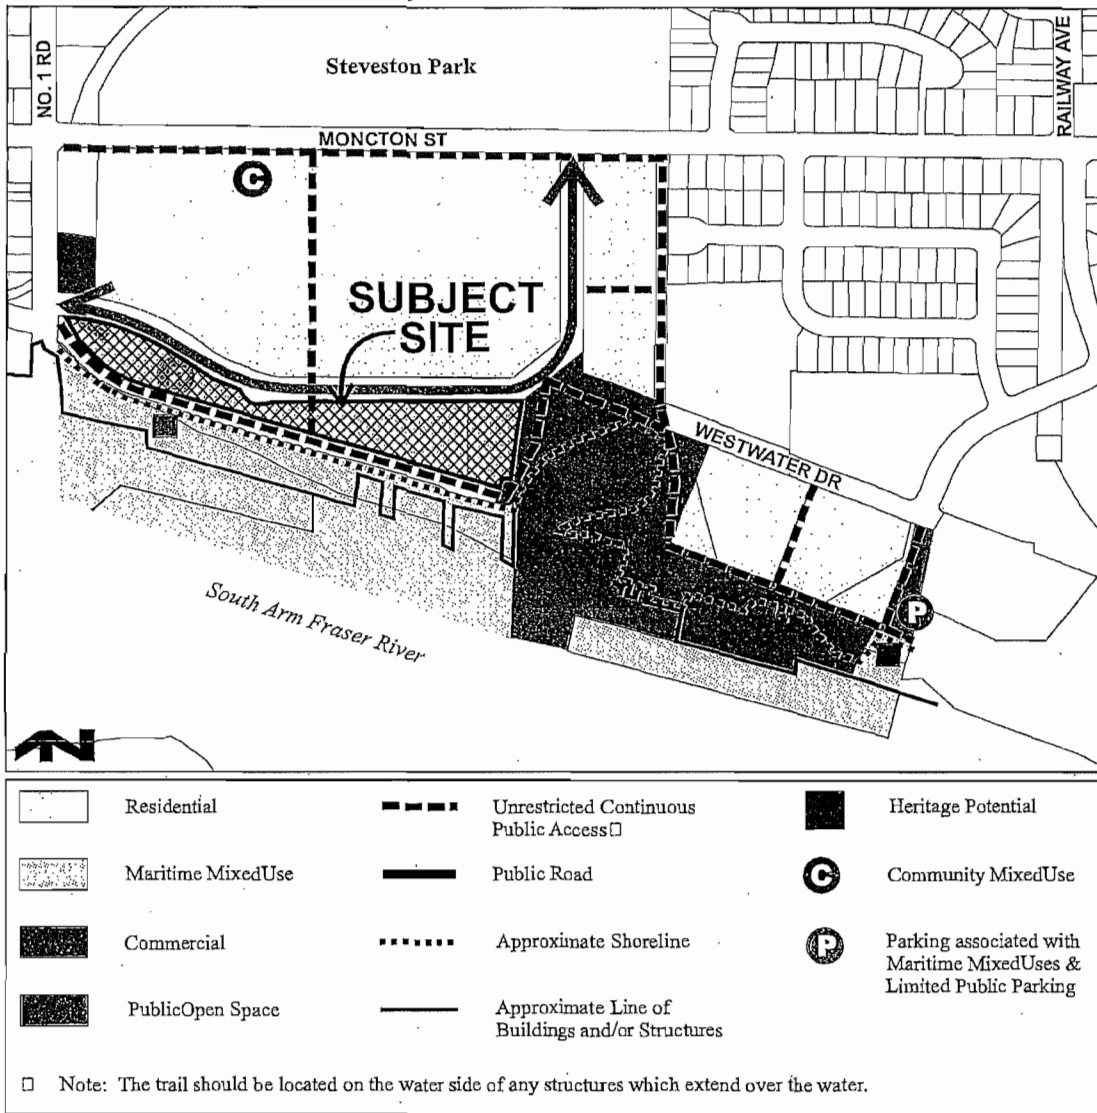 NO. 1 RD
Steveston Park
RAILWAY AVE
MONCTON ST
C
SUBJECT
SITE
WESTWATER DR
P
South Arm Fraser River
N
Residential
Unrestricted Continuous
Public Access□
Heritage Potential
Maritime MixedUse
Public Road
C
Community MixedUse
Commercial
Approximate Shoreline
P
Parking associated with
Maritime MixedUses &
Limited Public Parking
PublicOpen Space
Approximate Line of
Buildings and/or Structures
□ Note: The trail should be located on the water side of any structures which extend over the water.